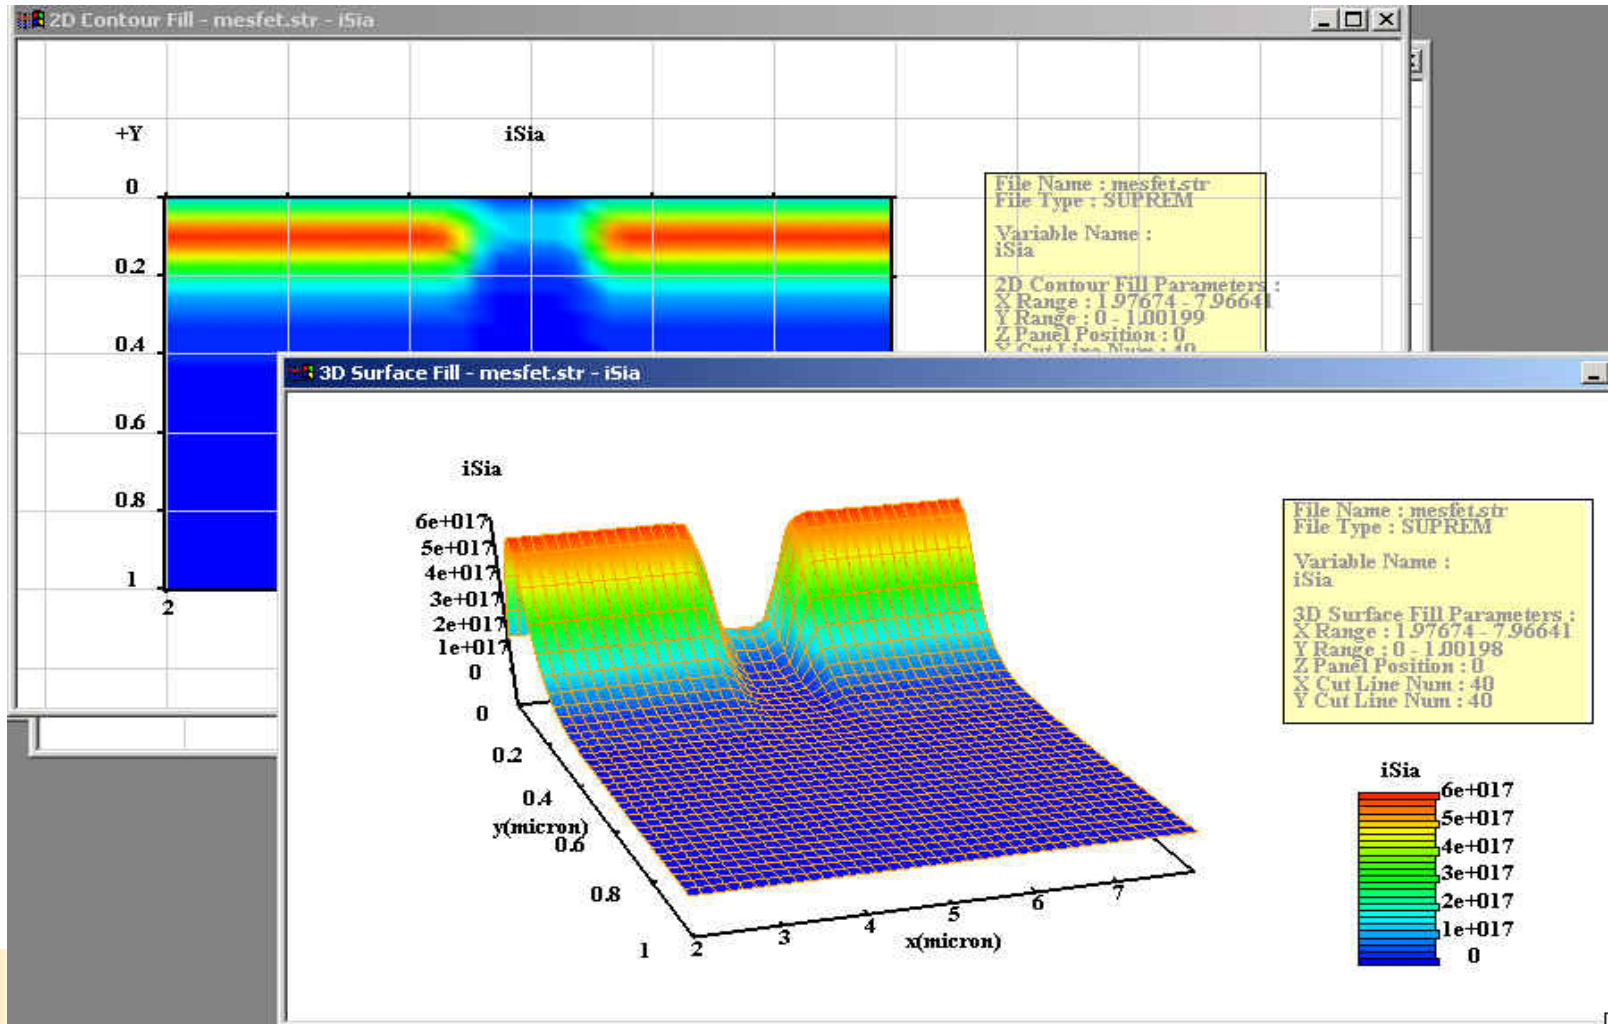 2D Contour Fill - mesfet.str - iSia
+Y
iSia
0
0.2
0.4
0.6
0.8
1
2
File Name : mesfet.str
File Type : SUPREM
Variable Name :
iSia
2D Contour Fill Parameters :
X Range : 1.97674 - 7.96641
Y Range : 0 - 1.00199
Z Panel Position : 0
X Cut Line Num : 40
3D Surface Fill - mesfet.str - iSia
iSia
6e+017
5e+017
4e+017
3e+017
2e+017
1e+017
0
0
0.2
0.4
y(micron)
0.6
0.8
1
2
3
4
5
6
7
x(micron)
File Name : mesfet.str
File Type : SUPREM
Variable Name :
iSia
3D Surface Fill Parameters :
X Range : 1.97674 - 7.96641
Y Range : 0 - 1.00198
Z Panel Position : 0
X Cut Line Num : 40
Y Cut Line Num : 40
iSia
6e+017
5e+017
4e+017
3e+017
2e+017
1e+017
0